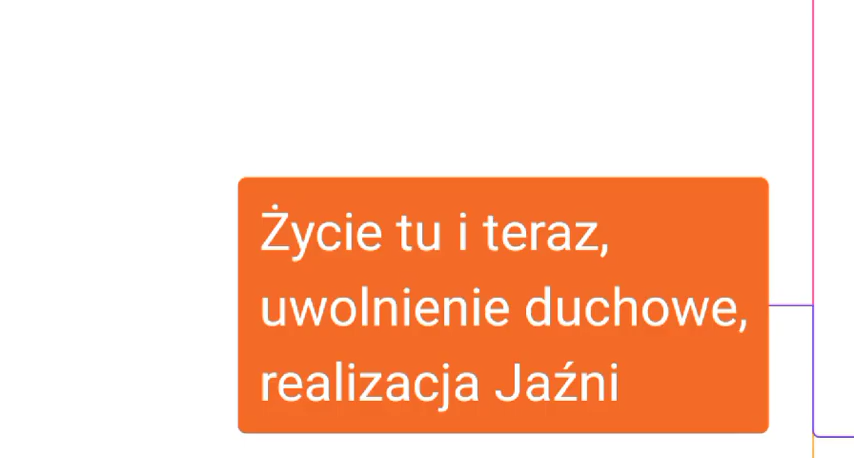 Życie tu i teraz,
uwolnienie duchowe,
realizacja Jaźni